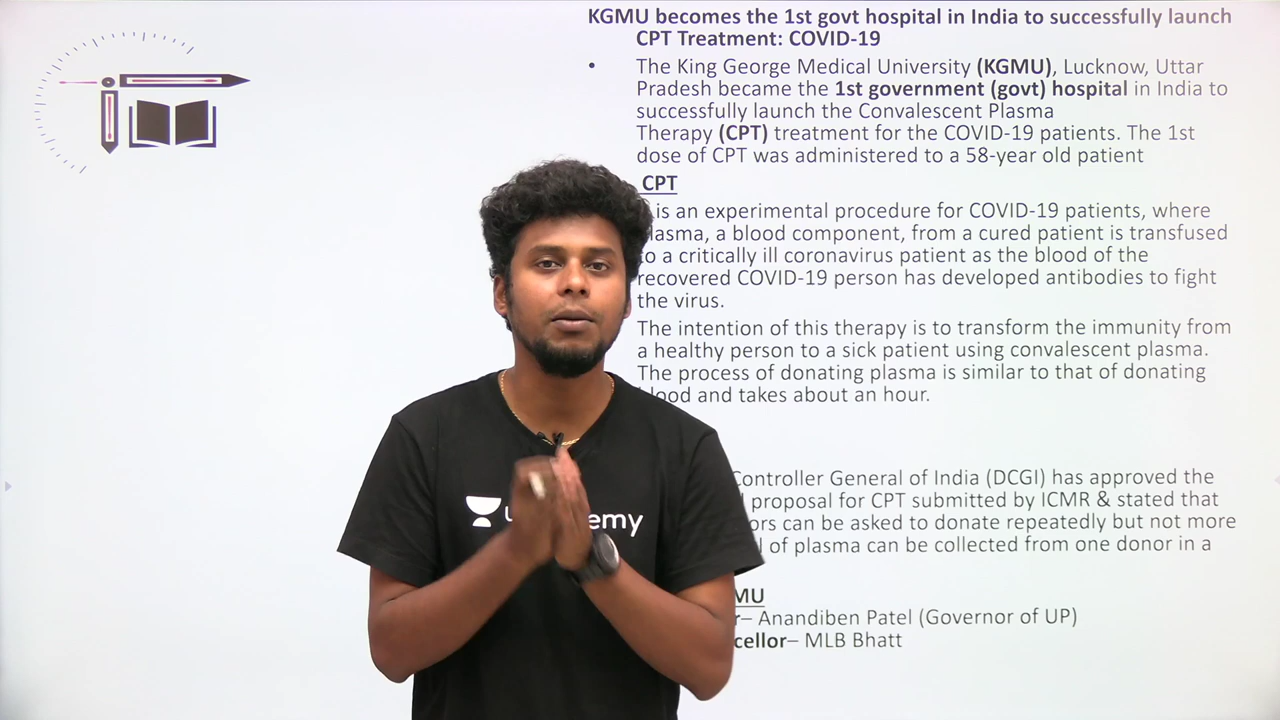 KGMU becomes the 1st govt hospital in India to successfully launch
CPT Treatment: COVID-19
• The King George Medical University (KGMU), Lucknow, Uttar
Pradesh became the 1st government (govt) hospital in India to
successfully launch the Convalescent Plasma
Therapy (CPT) treatment for the COVID-19 patients. The 1st
dose of CPT was administered to a 58-year old patient
CPT
is an experimental procedure for COVID-19 patients, where
a blood component, from a cured patient is transfused
a critically ill coronavirus patient as the blood of the
recovered COVID-19 person has developed antibodies to fight
the virus.
The intention of this therapy is to transform the immunity from
a healthy person to a sick patient using convalescent plasma.
The process of donating plasma is similar to that of donating
and takes about an hour.
Controller General of India (DCGI) has approved the
proposal for CPT submitted by ICMR & stated that
can be asked to donate repeatedly but not more
of plasma can be collected from one donor in a
– Anandiben Patel (Governor of UP)
– MLB Bhatt